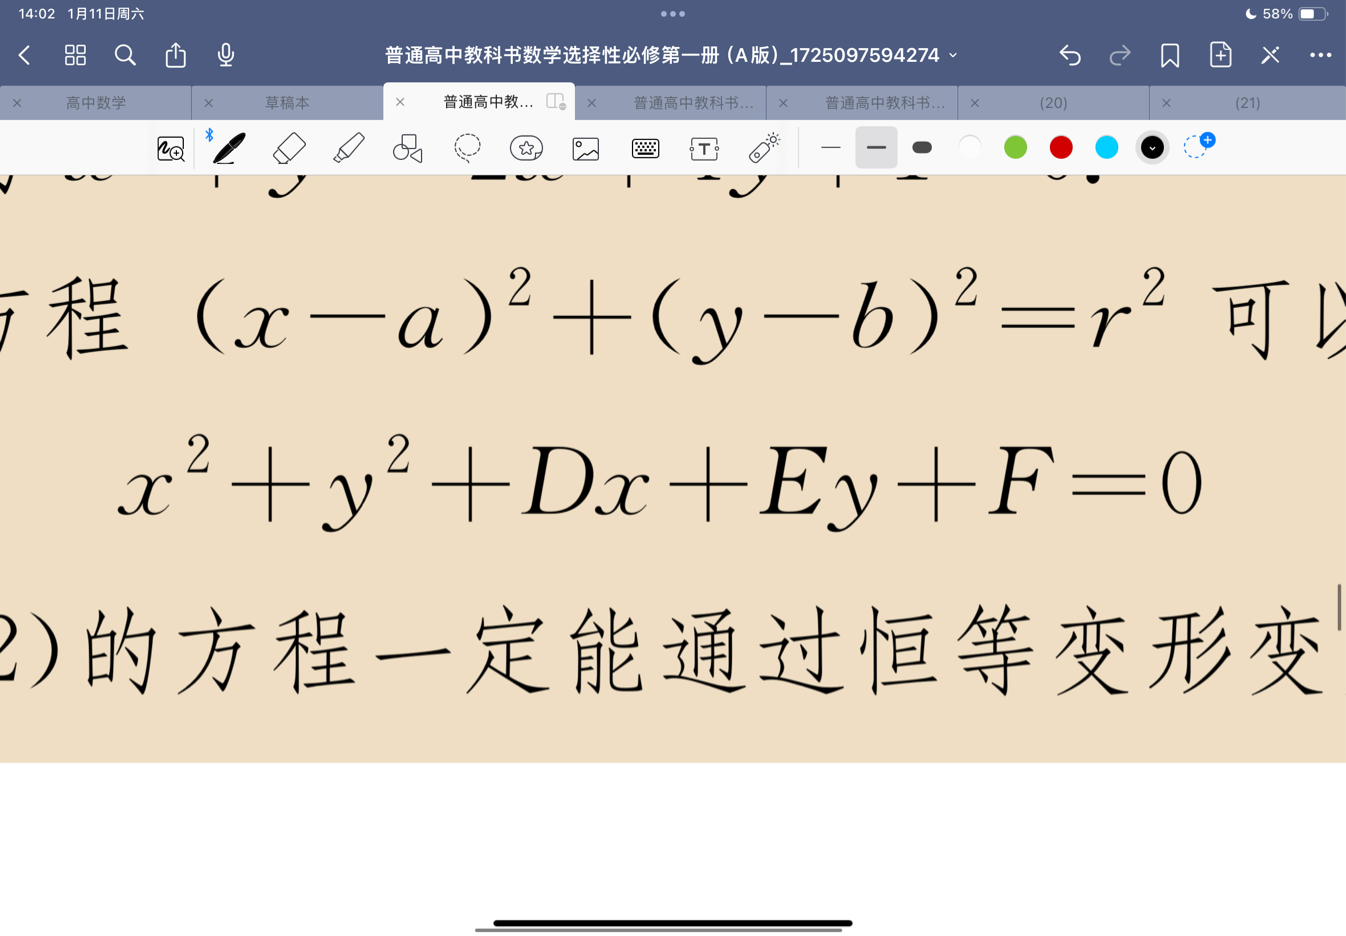 14:02 1月11日周六
58%
普通高中教科书数学选择性必修第一册 (A版)_1725097594274
高中数学
草稿本
普通高中教...
普通高中教科书...
普通高中教科书...
(20)
(21)
方程 (x－a)²＋(y－b)²＝r² 可以
x²＋y²＋Dx＋Ey＋F＝0
2)的方程一定能通过恒等变形变